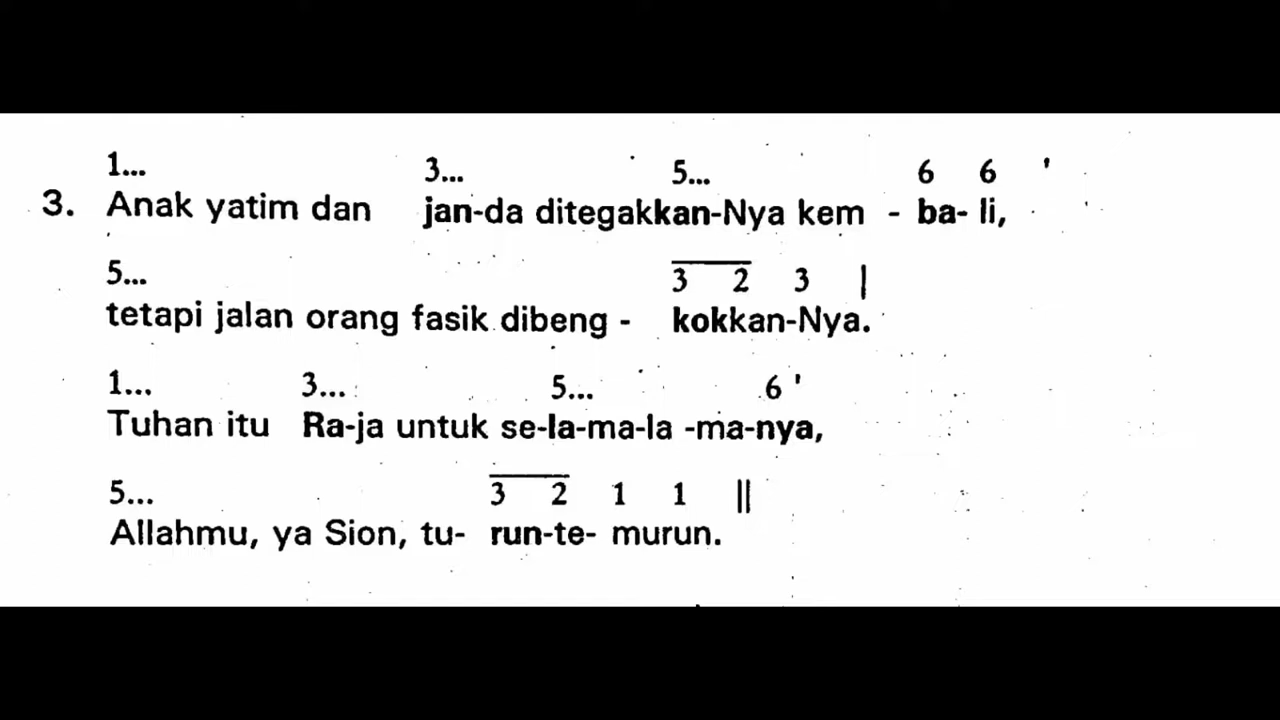 1... 3... 5... 6 6 '
3. Anak yatim dan jan-da ditegakkan-Nya kem - ba- li,
5... 3 2 3 |
tetapi jalan orang fasik dibeng - kokkan-Nya.
1... 3... 5... 6 '
Tuhan itu Ra-ja untuk se-la-ma-la -ma-nya,
5... 3 2 1 1 ||
Allahmu, ya Sion, tu- run-te- murun.